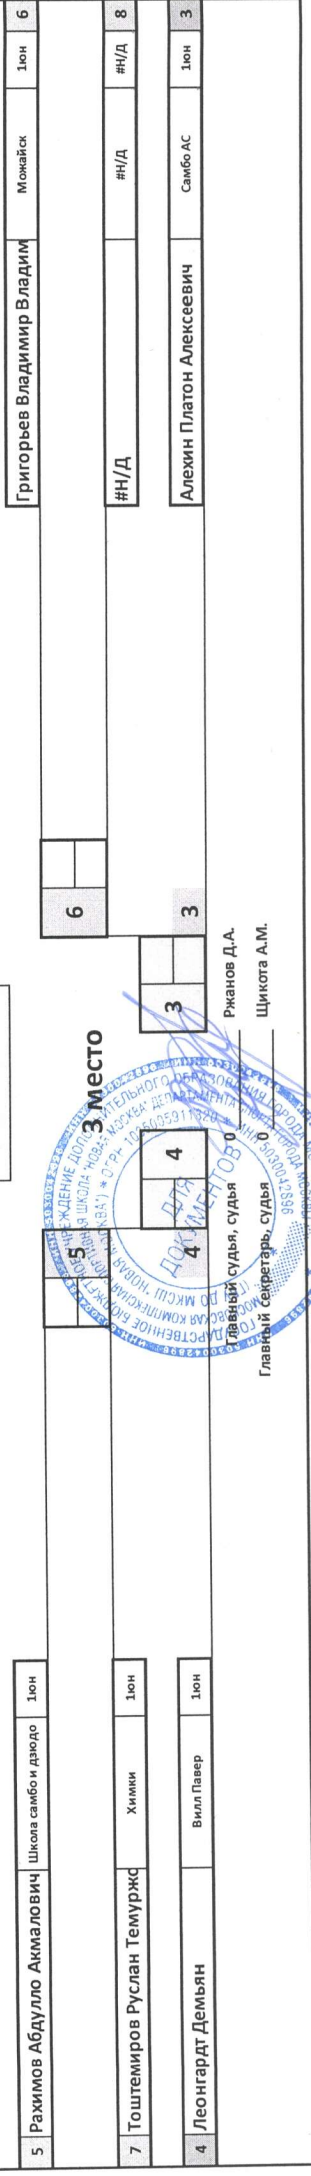 5 Рахимов Абдулло Акмалович Школа самбо и дзюдо 1юн
7 Тоштемиров Руслан Темуржо Химки 1юн
4 Леонгардт Демьян Вилл Павер 1юн
5
4
4
3 место
6
3
3
Григорьев Владимир Владим Можайск 1юн 6
#Н/Д #Н/Д #Н/Д 8
Алехин Платон Алексеевич Самбо АС 1юн 3
Главный судья, судья 0 Ржанов Д.А.
Главный секретарь, судья 0 Щикота А.М.
ДЛЯ
ДОКУМЕНТОВ